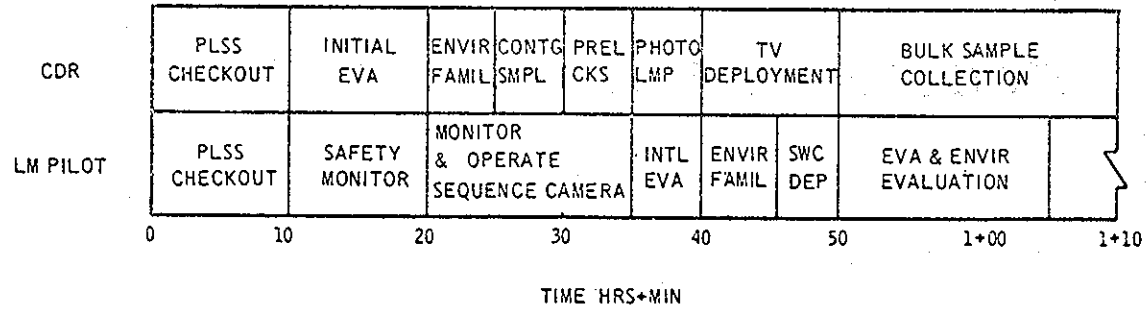 CDR
PLSS
CHECKOUT
INITIAL
EVA
ENVIR
FAMIL
CONTG
SMPL
PREL
CKS
PHOTO
LMP
TV
DEPLOYMENT
BULK SAMPLE
COLLECTION
LM PILOT
PLSS
CHECKOUT
SAFETY
MONITOR
MONITOR
& OPERATE
SEQUENCE CAMERA
INTL
EVA
ENVIR
FAMIL
SWC
DEP
EVA & ENVIR
EVALUATION
0 10 20 30 40 50 1+00 1+10
TIME HRS+MIN